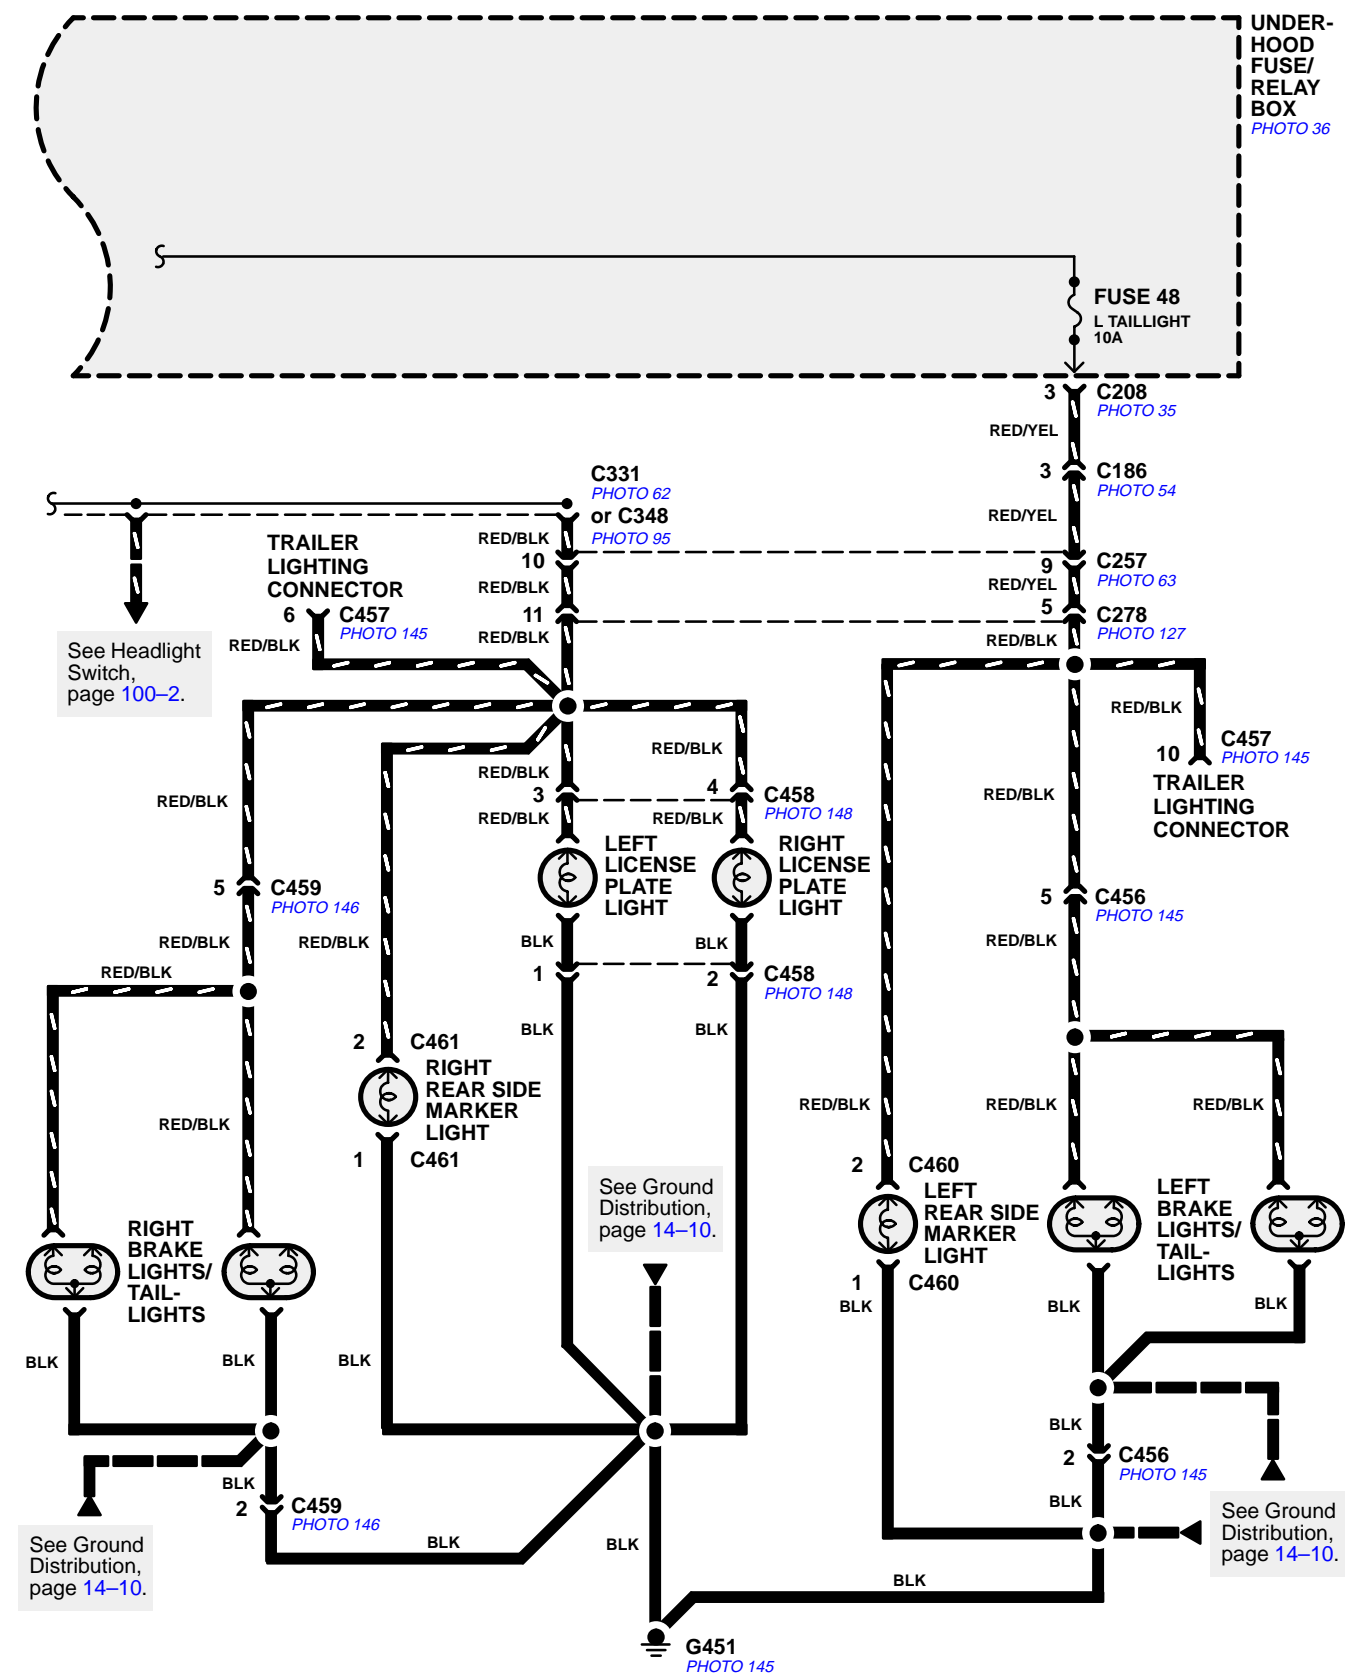 UNDER-
HOOD
FUSE/
RELAY
BOX
PHOTO 36
FUSE 48
L TAILLIGHT
10A
3 C208
PHOTO 35
RED/YEL
3 C186
PHOTO 54
RED/YEL
C331
PHOTO 62
or C348
PHOTO 95
RED/BLK
10
9 C257
PHOTO 63
RED/BLK
RED/YEL
11
5 C278
PHOTO 127
RED/BLK
RED/BLK
TRAILER
LIGHTING
CONNECTOR
6 C457
PHOTO 145
RED/BLK
See Headlight
Switch,
page 100–2.
RED/BLK
10 C457
PHOTO 145
TRAILER
LIGHTING
CONNECTOR
RED/BLK
RED/BLK
3
4 C458
PHOTO 148
RED/BLK
RED/BLK
RED/BLK
RED/BLK
LEFT
LICENSE
PLATE
LIGHT
RIGHT
LICENSE
PLATE
LIGHT
5 C459
PHOTO 146
5 C456
PHOTO 145
RED/BLK
RED/BLK
BLK
BLK
RED/BLK
RED/BLK
1
2 C458
PHOTO 148
BLK
BLK
2 C461
RIGHT
REAR SIDE
MARKER
LIGHT
1 C461
RED/BLK
RED/BLK
RED/BLK
RED/BLK
2 C460
LEFT
REAR SIDE
MARKER
LIGHT
1 C460
LEFT
BRAKE
LIGHTS/
TAIL-
LIGHTS
See Ground
Distribution,
page 14–10.
RIGHT
BRAKE
LIGHTS/
TAIL-
LIGHTS
BLK
BLK
BLK
BLK
BLK
BLK
BLK
2 C456
PHOTO 145
BLK
BLK
2 C459
PHOTO 146
See Ground
Distribution,
page 14–10.
See Ground
Distribution,
page 14–10.
BLK
BLK
BLK
G451
PHOTO 145